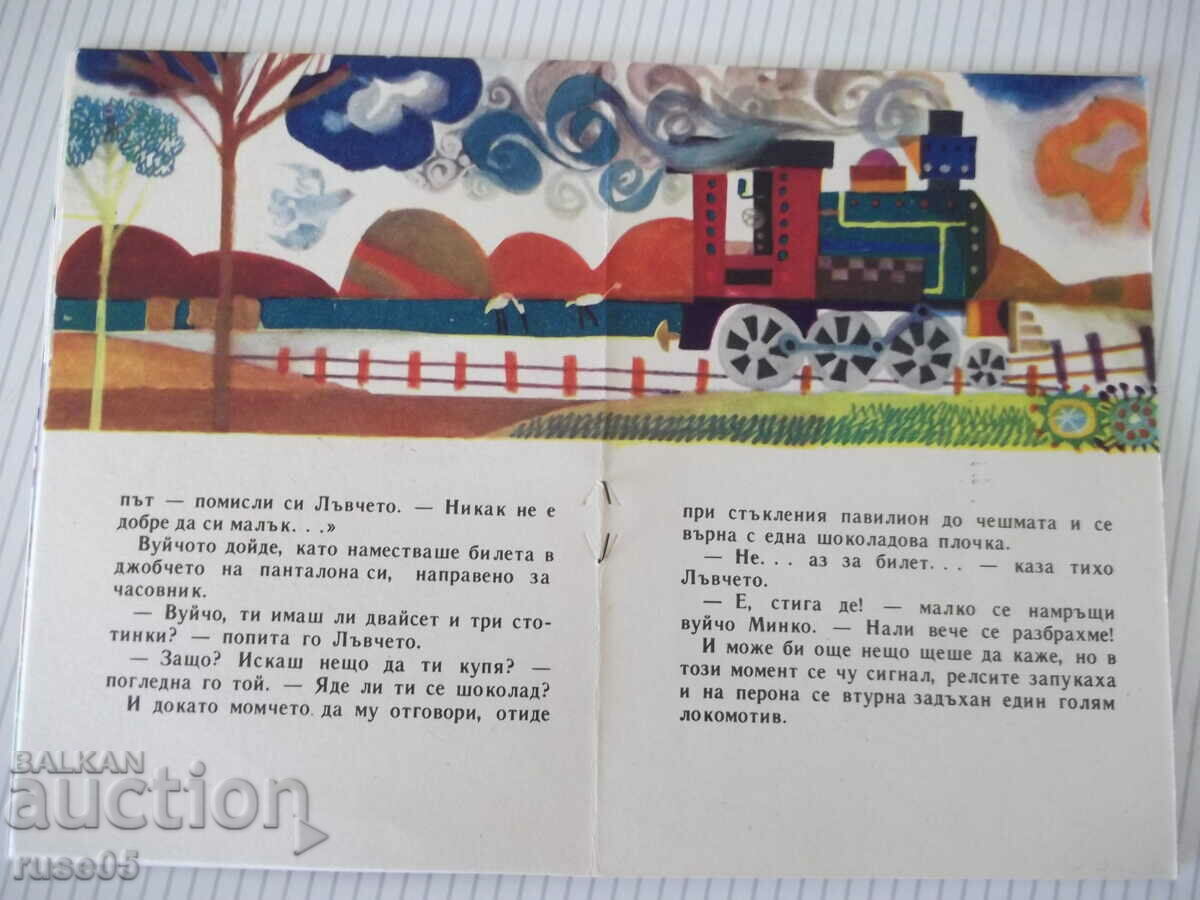 път — помисли си Лъвчето. — Никак не е
добре да си малък. . .»
Вуйчото дойде, като наместваше билета в
джобчето на панталона си, направено за
часовник.
— Вуйчо, ти имаш ли двайсет и три сто-
тинки? — попита го Лъвчето.
— Защо? Искаш нещо да ти купя? —
погледна го той. — Яде ли ти се шоколад?
И докато момчето да му отговори, отиде
при стъкления павилион до чешмата и се
върна с една шоколадова плочка.
— Не. . . аз за билет. . . — каза тихо
Лъвчето.
— Е, стига де! — малко се намръщи
вуйчо Минко. — Нали вече се разбрахме!
И може би още нещо щеше да каже, но в
този момент се чу сигнал, релсите запукаха
и на перона се втурна задъхан един голям
локомотив.
BALKAN
auction
ruse05